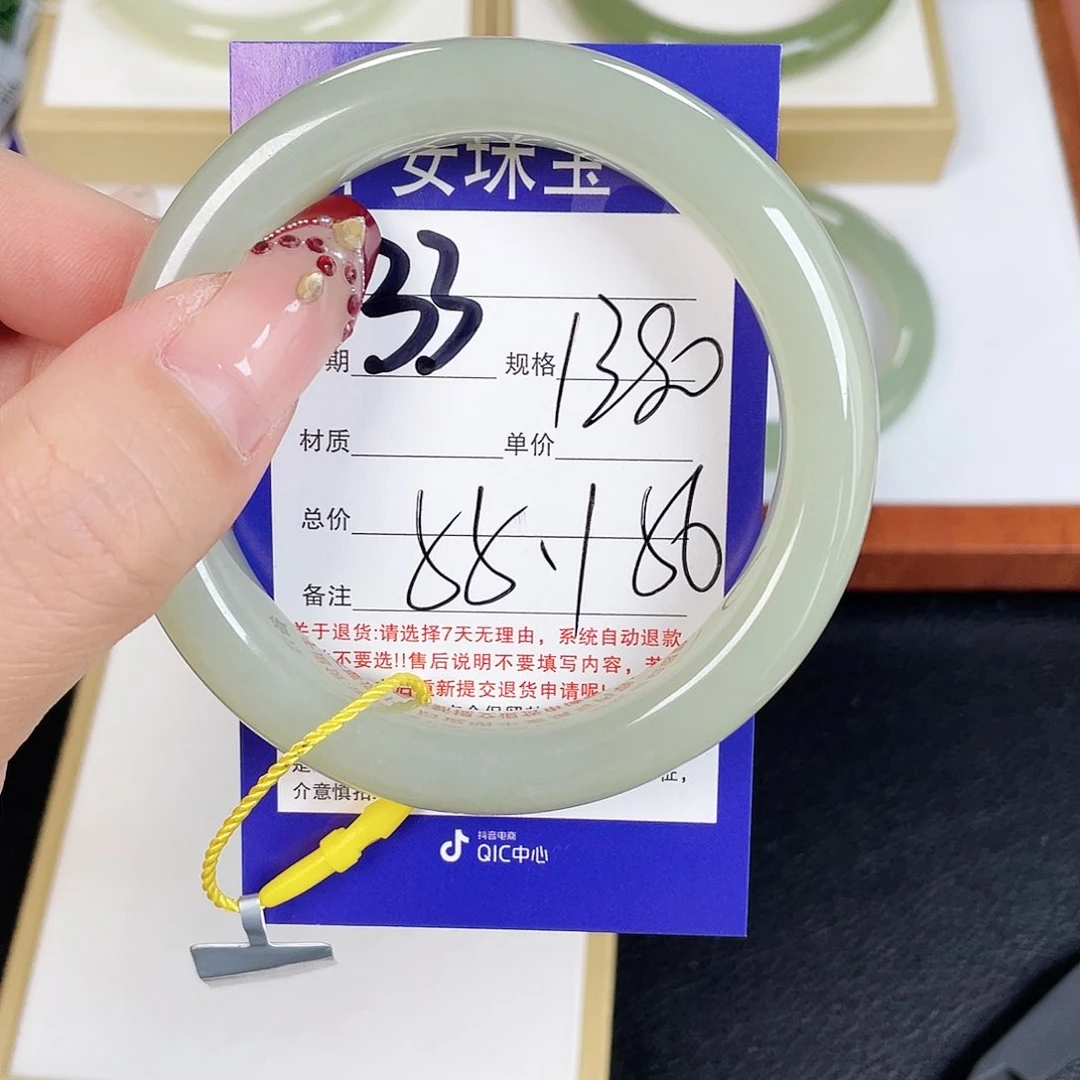 安珠宝
33
期 规格 1380
材质 单价
总价
备注 88、1 86
关于退货:请选择7天无理由，系统自动退款
不要选!!售后说明不要填写内容，若
后重新提交退货申请呢!
介意慎拍
抖音电商
QIC中心